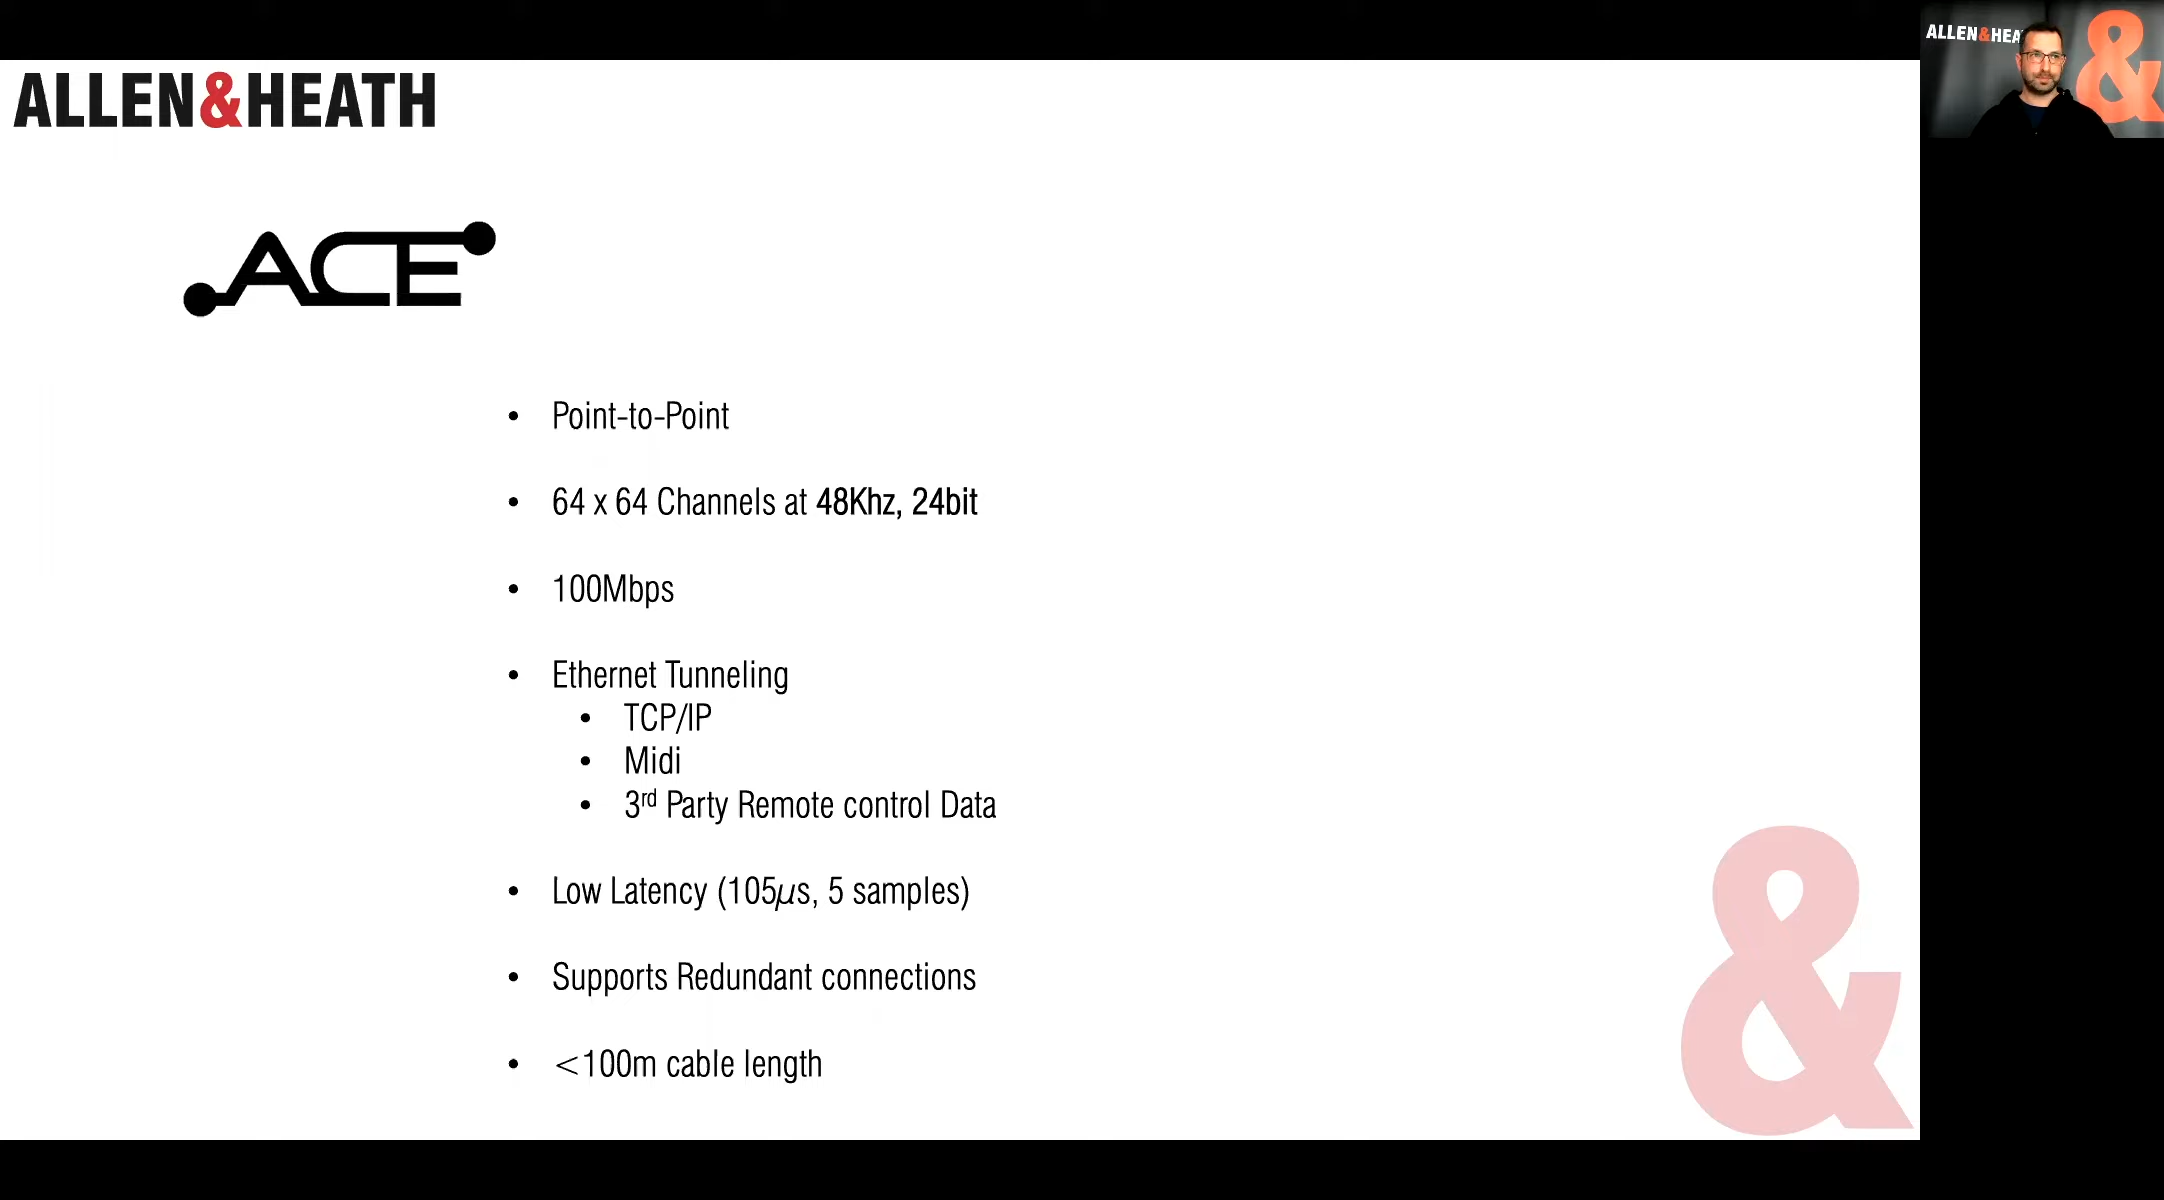 ALLEN&HEATH
ALLEN&HEA
&
ACE
• Point-to-Point
• 64 x 64 Channels at 48Khz, 24bit
• 100Mbps
• Ethernet Tunneling
• TCP/IP
• Midi
• 3rd Party Remote control Data
• Low Latency (105µs, 5 samples)
• Supports Redundant connections
• <100m cable length
&